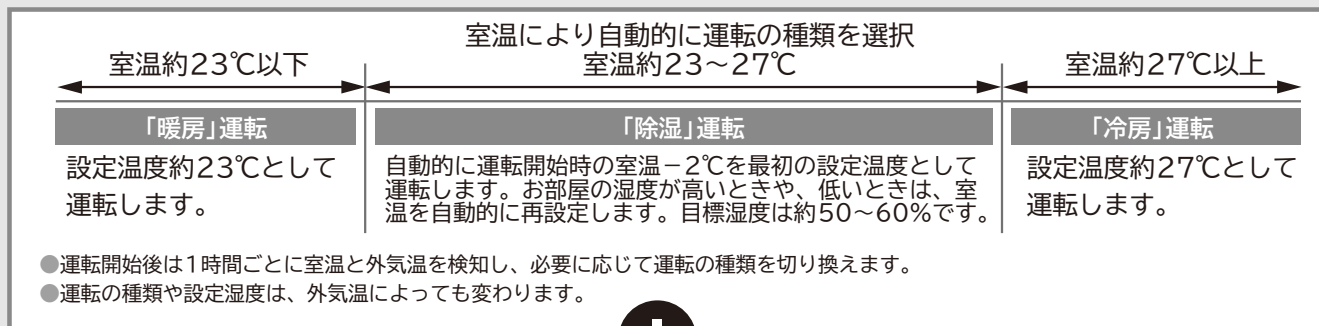 室温により自動的に運転の種類を選択
室温約23℃以下
室温約23～27℃
室温約27℃以上
「暖房」運転
設定温度約23℃として
運転します。
「除湿」運転
自動的に運転開始時の室温－2℃を最初の設定温度として
運転します。お部屋の湿度が高いときや、低いときは、室
温を自動的に再設定します。目標湿度は約50～60%です。
「冷房」運転
設定温度約27℃として
運転します。
●運転開始後は1時間ごとに室温と外気温を検知し、必要に応じて運転の種類を切り換えます。
●運転の種類や設定湿度は、外気温によっても変わります。